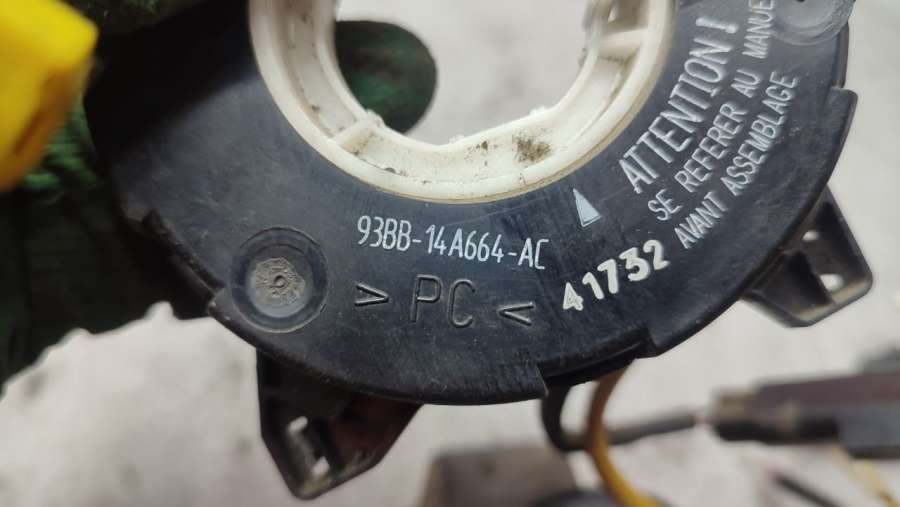 ATTENTION!
SE REFERER AU MANUEL
AVANT ASSEMBLAGE
93BB-14A664-AC
> PC <
41732